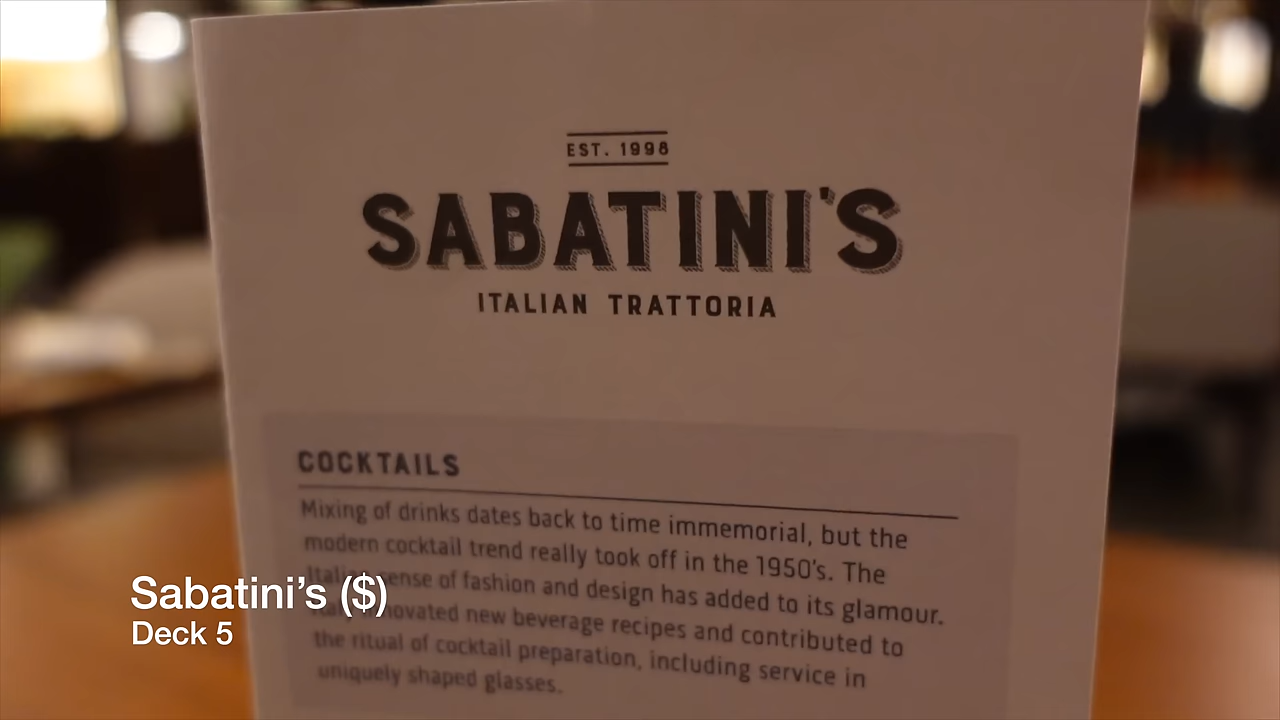 EST. 1998
SABATINI'S
ITALIAN TRATTORIA
COCKTAILS
Mixing of drinks dates back to time immemorial, but the
modern cocktail trend really took off in the 1950's. The
Italian sense of fashion and design has added to its glamour.
innovated new beverage recipes and contributed to
the ritual of cocktail preparation, including service in
uniquely shaped glasses.
Sabatini's ($)
Deck 5